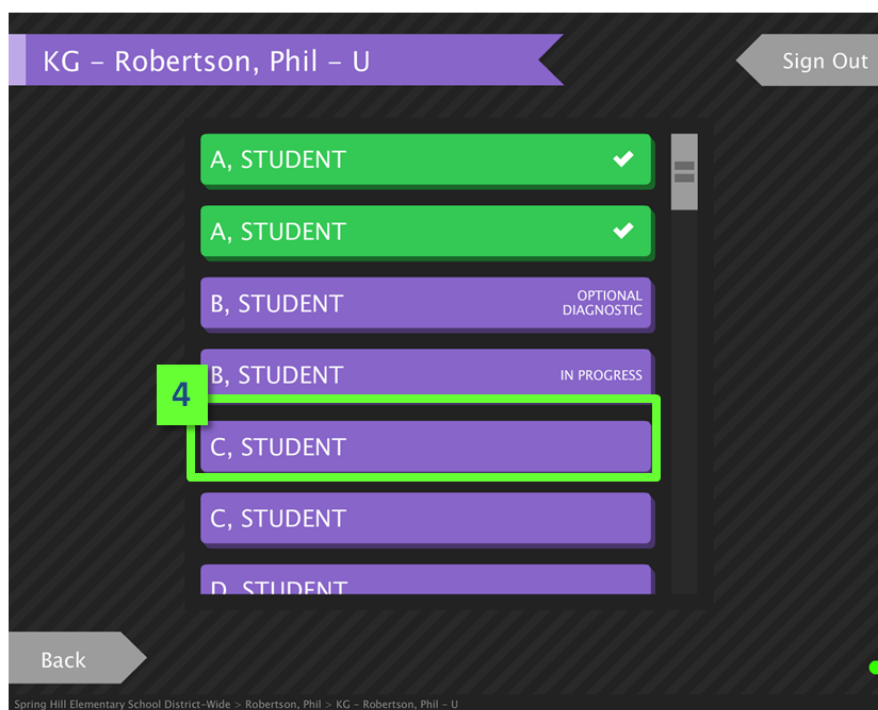 KG – Robertson, Phil – U
Sign Out
A, STUDENT
A, STUDENT
B, STUDENT
OPTIONAL
DIAGNOSTIC
B, STUDENT
IN PROGRESS
4
C, STUDENT
C, STUDENT
D, STUDENT
Back
Spring Hill Elementary School District-Wide > Robertson, Phil > KG – Robertson, Phil – U